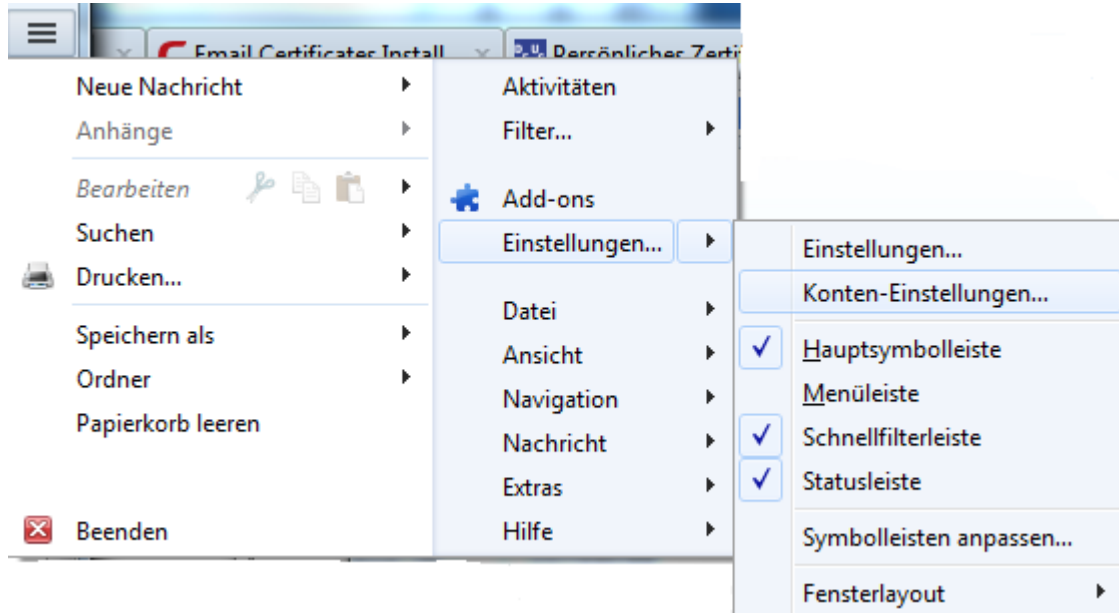 Email Certificates Install
Persönliches Zerti
Neue Nachricht
Anhänge
Bearbeiten
Suchen
Drucken...
Speichern als
Ordner
Papierkorb leeren
Beenden
Aktivitäten
Filter...
Add-ons
Einstellungen...
Datei
Ansicht
Navigation
Nachricht
Extras
Hilfe
Einstellungen...
Konten-Einstellungen...
Hauptsymbolleiste
Menüleiste
Schnellfilterleiste
Statusleiste
Symbolleisten anpassen...
Fensterlayout